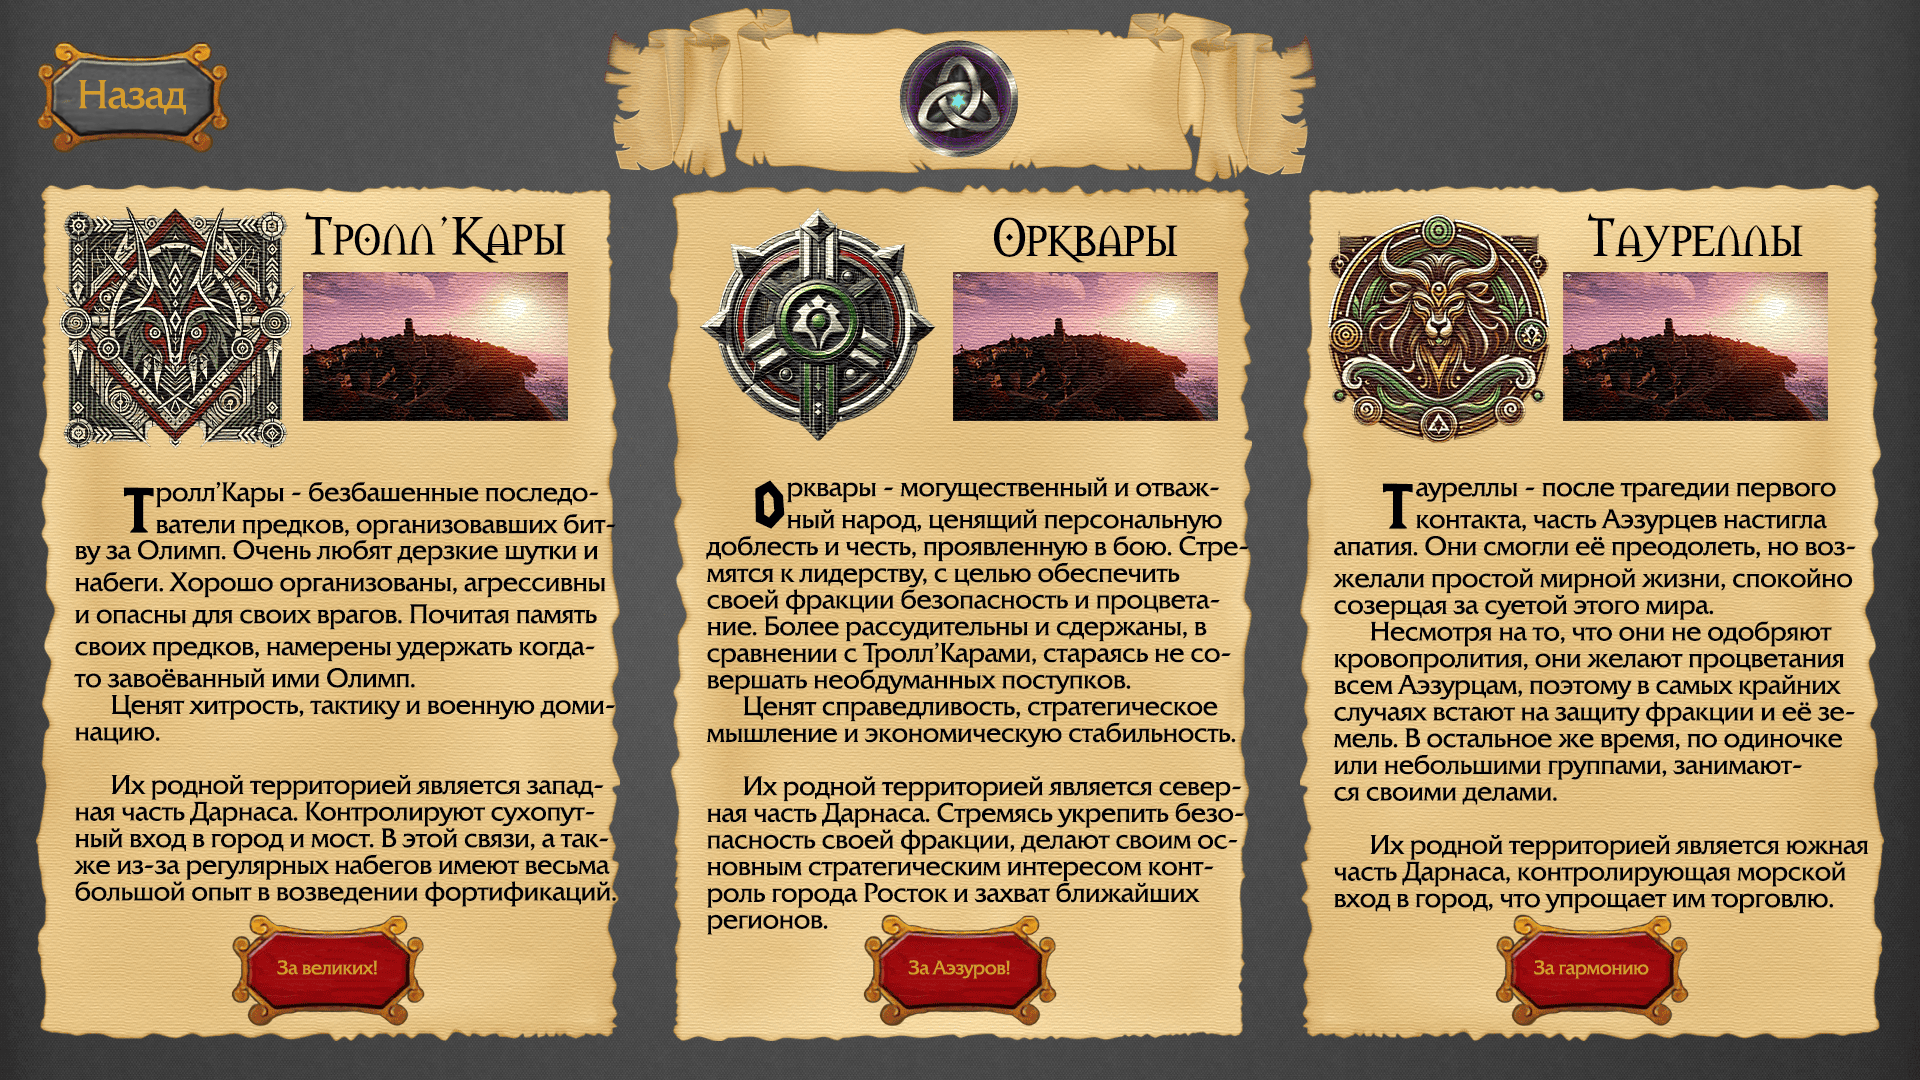 Назад
Тролл'Кары
Тролл'Кары - безбашенные последо-
ватели предков, организовавших бит-
ву за Олимп. Очень любят дерзкие шутки и
набеги. Хорошо организованы, агрессивны
и опасны для своих врагов. Почитая память
своих предков, намерены удержать когда-
то завоёванный ими Олимп.
Ценят хитрость, тактику и военную доми-
нацию.
Их родной территорией является запад-
ная часть Дарнаса. Контролируют сухопут-
ный вход в город и мост. В этой связи, а так-
же из-за регулярных набегов имеют весьма
большой опыт в возведении фортификаций.
За великих!
Орквары
Орквары - могущественный и отваж-
ный народ, ценящий персональную
доблесть и честь, проявленную в бою. Стре-
мятся к лидерству, с целью обеспечить
своей фракции безопасность и процвета-
ние. Более рассудительны и сдержаны, в
сравнении с Тролл'Карами, стараясь не со-
вершать необдуманных поступков.
Ценят справедливость, стратегическое
мышление и экономическую стабильность.
Их родной территорией является север-
ная часть Дарнаса. Стремясь укрепить безо-
пасность своей фракции, делают своим ос-
новным стратегическим интересом конт-
роль города Росток и захват ближайших
регионов.
За Аэзуров!
Тауреллы
Тауреллы - после трагедии первого
контакта, часть Аэзурцев настигла
апатия. Они смогли её преодолеть, но воз-
желали простой мирной жизни, спокойно
созерцая за суетой этого мира.
Несмотря на то, что они не одобряют
кровопролития, они желают процветания
всем Аэзурцам, поэтому в самых крайних
случаях встают на защиту фракции и её зе-
мель. В остальное же время, по одиночке
или небольшими группами, занимают-
ся своими делами.
Их родной территорией является южная
часть Дарнаса, контролирующая морской
вход в город, что упрощает им торговлю.
За гармонию